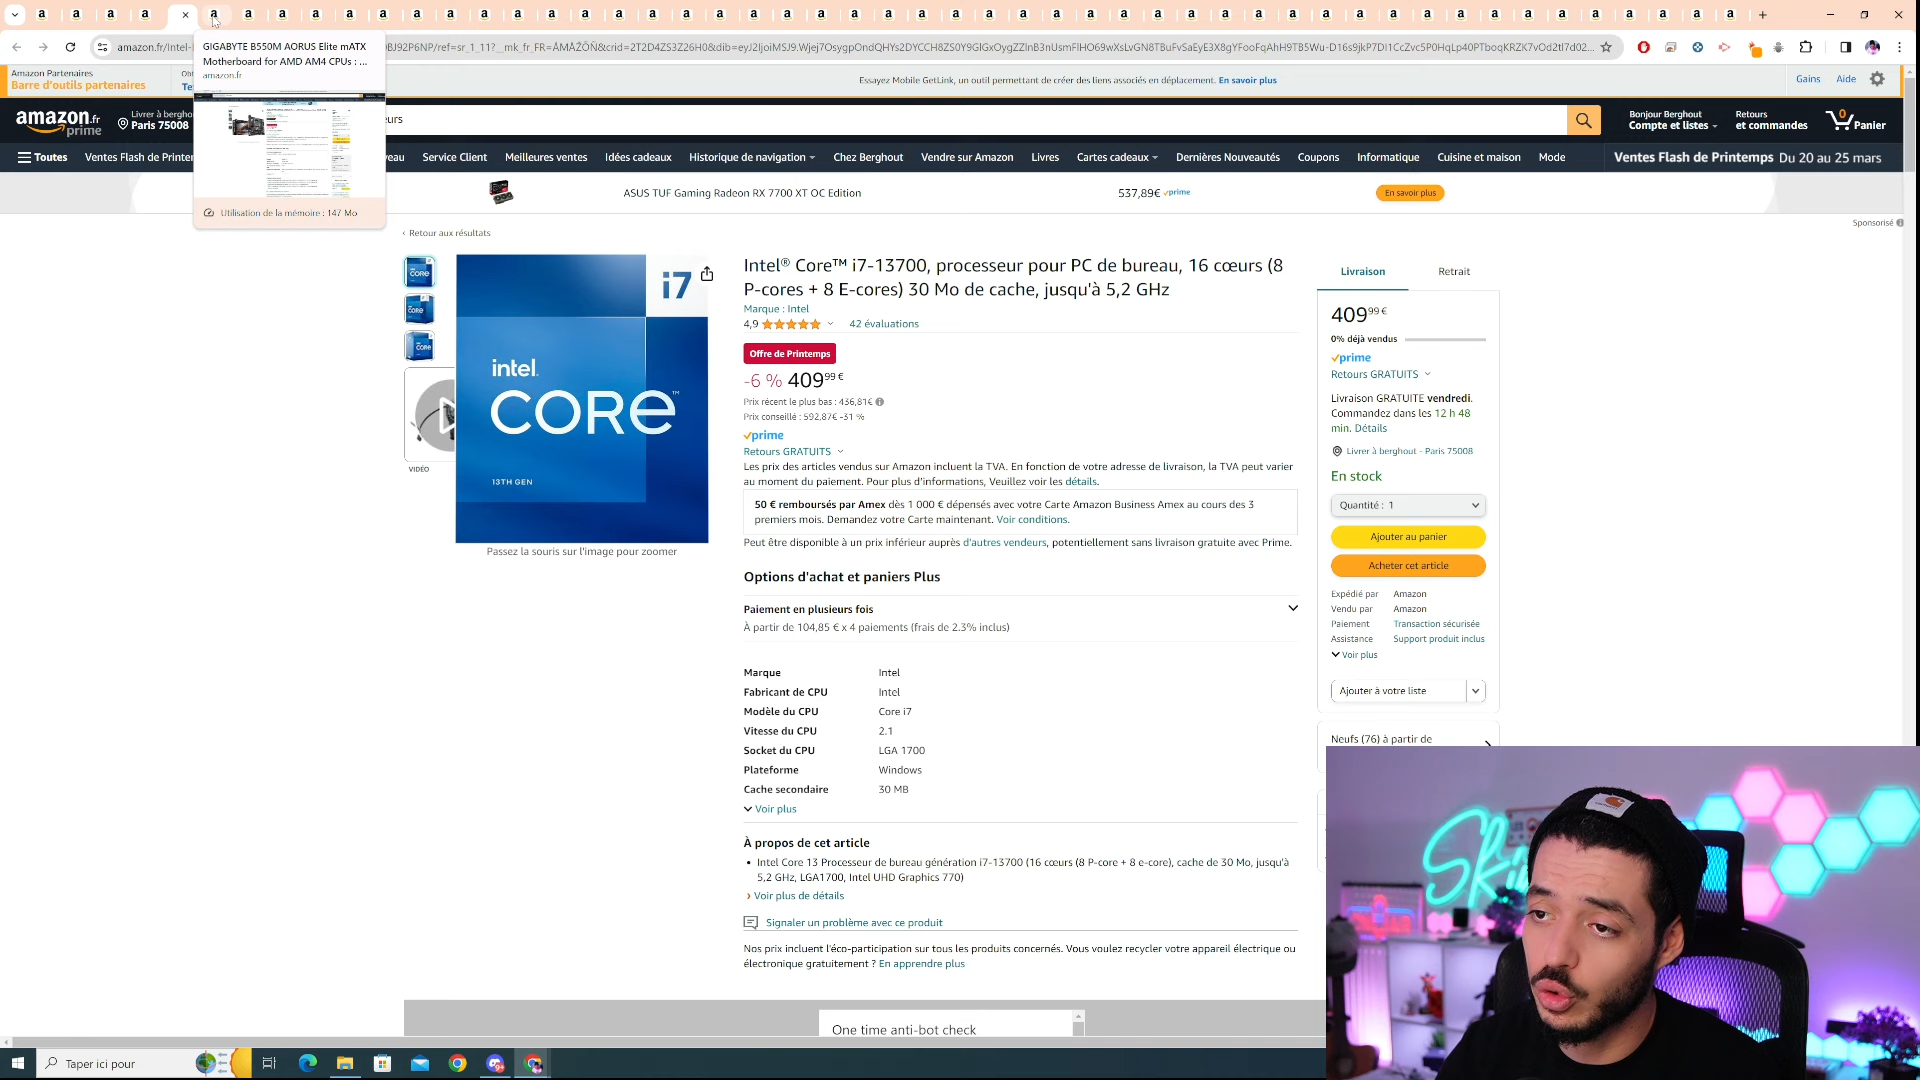 GIGABYTE B550M AORUS Elite mATX
Motherboard for AMD AM4 CPUs : ...
amazon.fr
Utilisation de la mémoire : 147 Mo
Amazon Partenaires
Barre d'outils partenaires
Essayez Mobile GetLink, un outil permettant de créer des liens associés en déplacement. En savoir plus
Gains
Aide
amazon.fr
prime
Livrer à bergho
Paris 75008
eurs
Bonjour Berghout
Compte et listes
Retours
et commandes
0
Panier
Toutes
Ventes Flash de Printer
veau
Service Client
Meilleures ventes
Idées cadeaux
Historique de navigation
Chez Berghout
Vendre sur Amazon
Livres
Cartes cadeaux
Dernières Nouveautés
Coupons
Informatique
Cuisine et maison
Mode
Ventes Flash de Printemps Du 20 au 25 mars
ASUS TUF Gaming Radeon RX 7700 XT OC Edition
537,89€ prime
En savoir plus
Sponsorisé
‹ Retour aux résultats
i7
intel.
CORE™
13TH GEN
VIDÉO
Passez la souris sur l'image pour zoomer
Intel® Core™ i7-13700, processeur pour PC de bureau, 16 cœurs (8
P-cores + 8 E-cores) 30 Mo de cache, jusqu'à 5,2 GHz
Marque : Intel
4,9
42 évaluations
Offre de Printemps
-6 % 409,99 €
Prix récent le plus bas : 436,81€
Prix conseillé : 592,87€ -31 %
prime
Retours GRATUITS
Les prix des articles vendus sur Amazon incluent la TVA. En fonction de votre adresse de livraison, la TVA peut varier
au moment du paiement. Pour plus d'informations, Veuillez voir les détails.
50 € remboursés par Amex dès 1 000 € dépensés avec votre Carte Amazon Business Amex au cours des 3
premiers mois. Demandez votre Carte maintenant. Voir conditions.
Peut être disponible à un prix inférieur auprès d'autres vendeurs, potentiellement sans livraison gratuite avec Prime.
Options d'achat et paniers Plus
Paiement en plusieurs fois
À partir de 104,85 € x 4 paiements (frais de 2.3% inclus)
Marque Intel
Fabricant de CPU Intel
Modèle du CPU Core i7
Vitesse du CPU 2.1
Socket du CPU LGA 1700
Plateforme Windows
Cache secondaire 30 MB
Voir plus
À propos de cet article
• Intel Core 13 Processeur de bureau génération i7-13700 (16 cœurs (8 P-core + 8 e-core), cache de 30 Mo, jusqu'à
5,2 GHz, LGA1700, Intel UHD Graphics 770)
› Voir plus de détails
Signaler un problème avec ce produit
Nos prix incluent l'éco-participation sur tous les produits concernés. Vous voulez recycler votre appareil électrique ou
électronique gratuitement ? En apprendre plus
One time anti-bot check
Livraison
Retrait
409 99 €
0% déjà vendus
prime
Retours GRATUITS
Livraison GRATUITE vendredi.
Commandez dans les 12 h 48
min. Détails
Livrer à berghout - Paris 75008
En stock
Quantité : 1
Ajouter au panier
Acheter cet article
Expédié par Amazon
Vendu par Amazon
Paiement Transaction sécurisée
Assistance Support produit inclus
Voir plus
Ajouter à votre liste
Neufs (76) à partir de
Taper ici pour